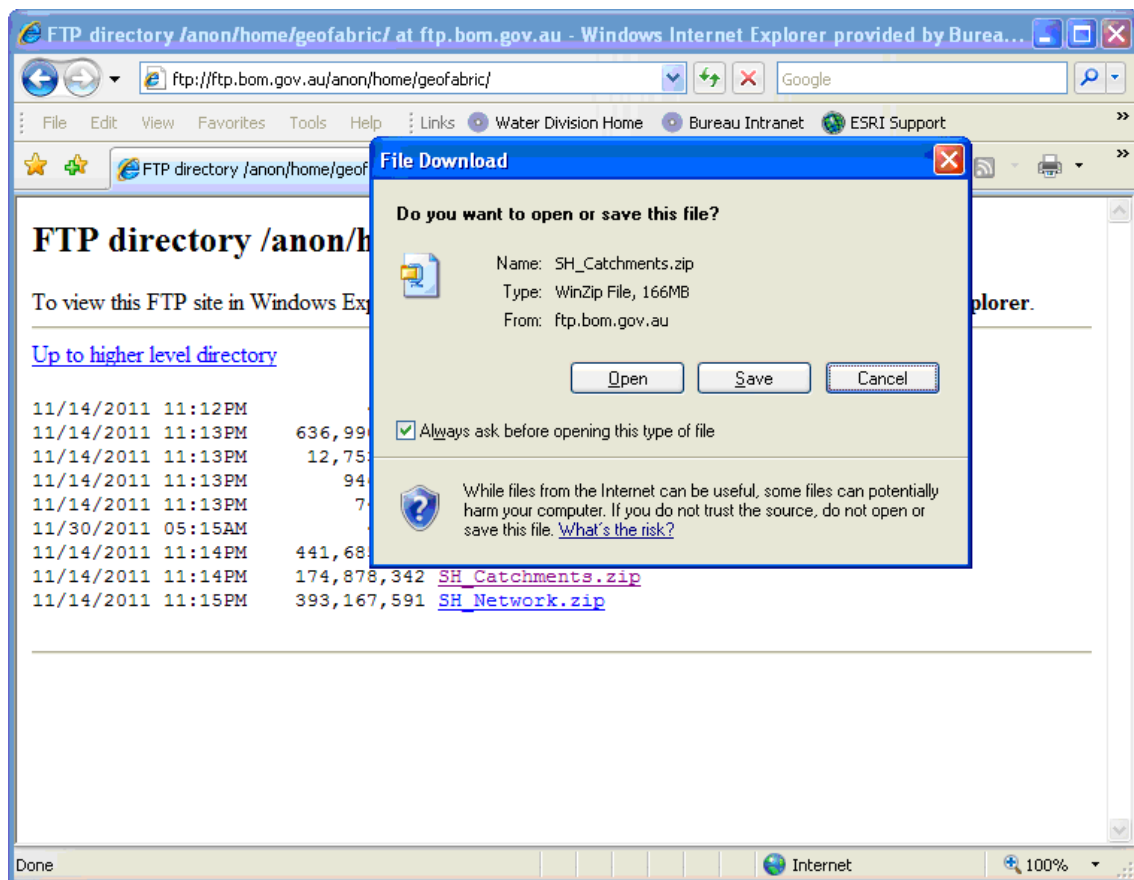 FTP directory /anon/home/geofabric/ at ftp.bom.gov.au - Windows Internet Explorer provided by Burea...
ftp://ftp.bom.gov.au/anon/home/geofabric/
Google
File Edit View Favorites Tools Help Links Water Division Home Bureau Intranet ESRI Support »
FTP directory /anon/home/geof »
File Download
Do you want to open or save this file?
Name: SH_Catchments.zip
Type: WinZip File, 166MB
From: ftp.bom.gov.au
Open Save Cancel
Always ask before opening this type of file
While files from the Internet can be useful, some files can potentially
harm your computer. If you do not trust the source, do not open or
save this file. What's the risk?
FTP directory /anon/h
To view this FTP site in Windows Exp plorer.
Up to higher level directory
11/14/2011 11:12PM
11/14/2011 11:13PM 636,99
11/14/2011 11:13PM 12,75
11/14/2011 11:13PM 94
11/14/2011 11:13PM 7
11/30/2011 05:15AM
11/14/2011 11:14PM 441,68
11/14/2011 11:14PM 174,878,342 SH_Catchments.zip
11/14/2011 11:15PM 393,167,591 SH_Network.zip
Done Internet 100%